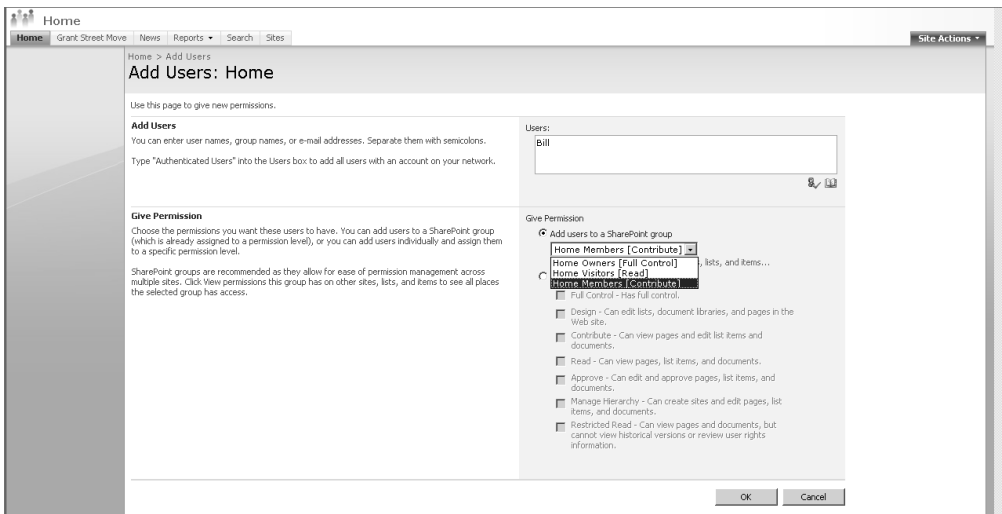 Home
Home Grant Street Move News Reports Search Sites Site Actions
Home > Add Users
Add Users: Home
Use this page to give new permissions.
Add Users
You can enter user names, group names, or e-mail addresses. Separate them with semicolons.
Type "Authenticated Users" into the Users box to add all users with an account on your network.
Users:
Bill
Give Permission
Choose the permissions you want these users to have. You can add users to a SharePoint group
(which is already assigned to a permission level), or you can add users individually and assign them
to a specific permission level.
SharePoint groups are recommended as they allow for ease of permission management across
multiple sites. Click View permissions this group has on other sites, lists, and items to see all places
the selected group has access.
Give Permission
Add users to a SharePoint group
Home Members [Contribute]
Home Owners [Full Control] , lists, and items...
Home Visitors [Read]
Home Members [Contribute]
Full Control - Has full control.
Design - Can edit lists, document libraries, and pages in the
Web site.
Contribute - Can view pages and edit list items and
documents.
Read - Can view pages, list items, and documents.
Approve - Can edit and approve pages, list items, and
documents.
Manage Hierarchy - Can create sites and edit pages, list
items, and documents.
Restricted Read - Can view pages and documents, but
cannot view historical versions or review user rights
information.
OK Cancel